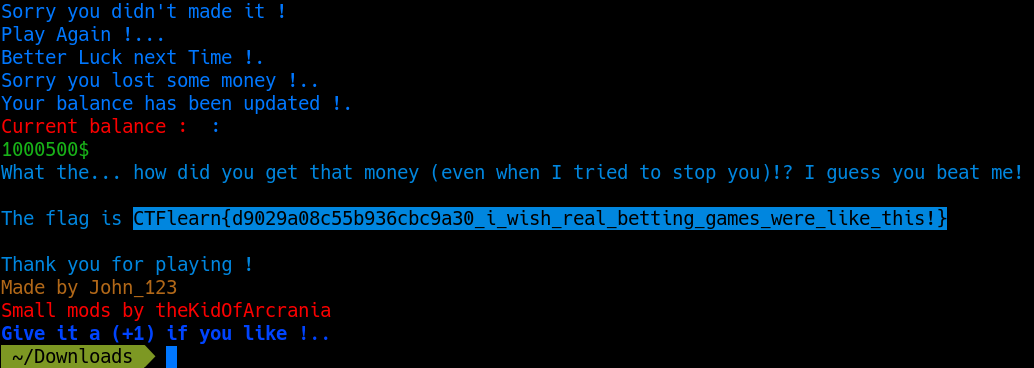 Sorry you didn't made it !
Play Again !...
Better Luck next Time !.
Sorry you lost some money !..
Your balance has been updated !.
Current balance :  :
1000500$
What the... how did you get that money (even when I tried to stop you)!? I guess you beat me!
The flag is CTFlearn{d9029a08c55b936cbc9a30_i_wish_real_betting_games_were_like_this!}
Thank you for playing !
Made by John_123
Small mods by theKidOfArcrania
Give it a (+1) if you like !..
~/Downloads